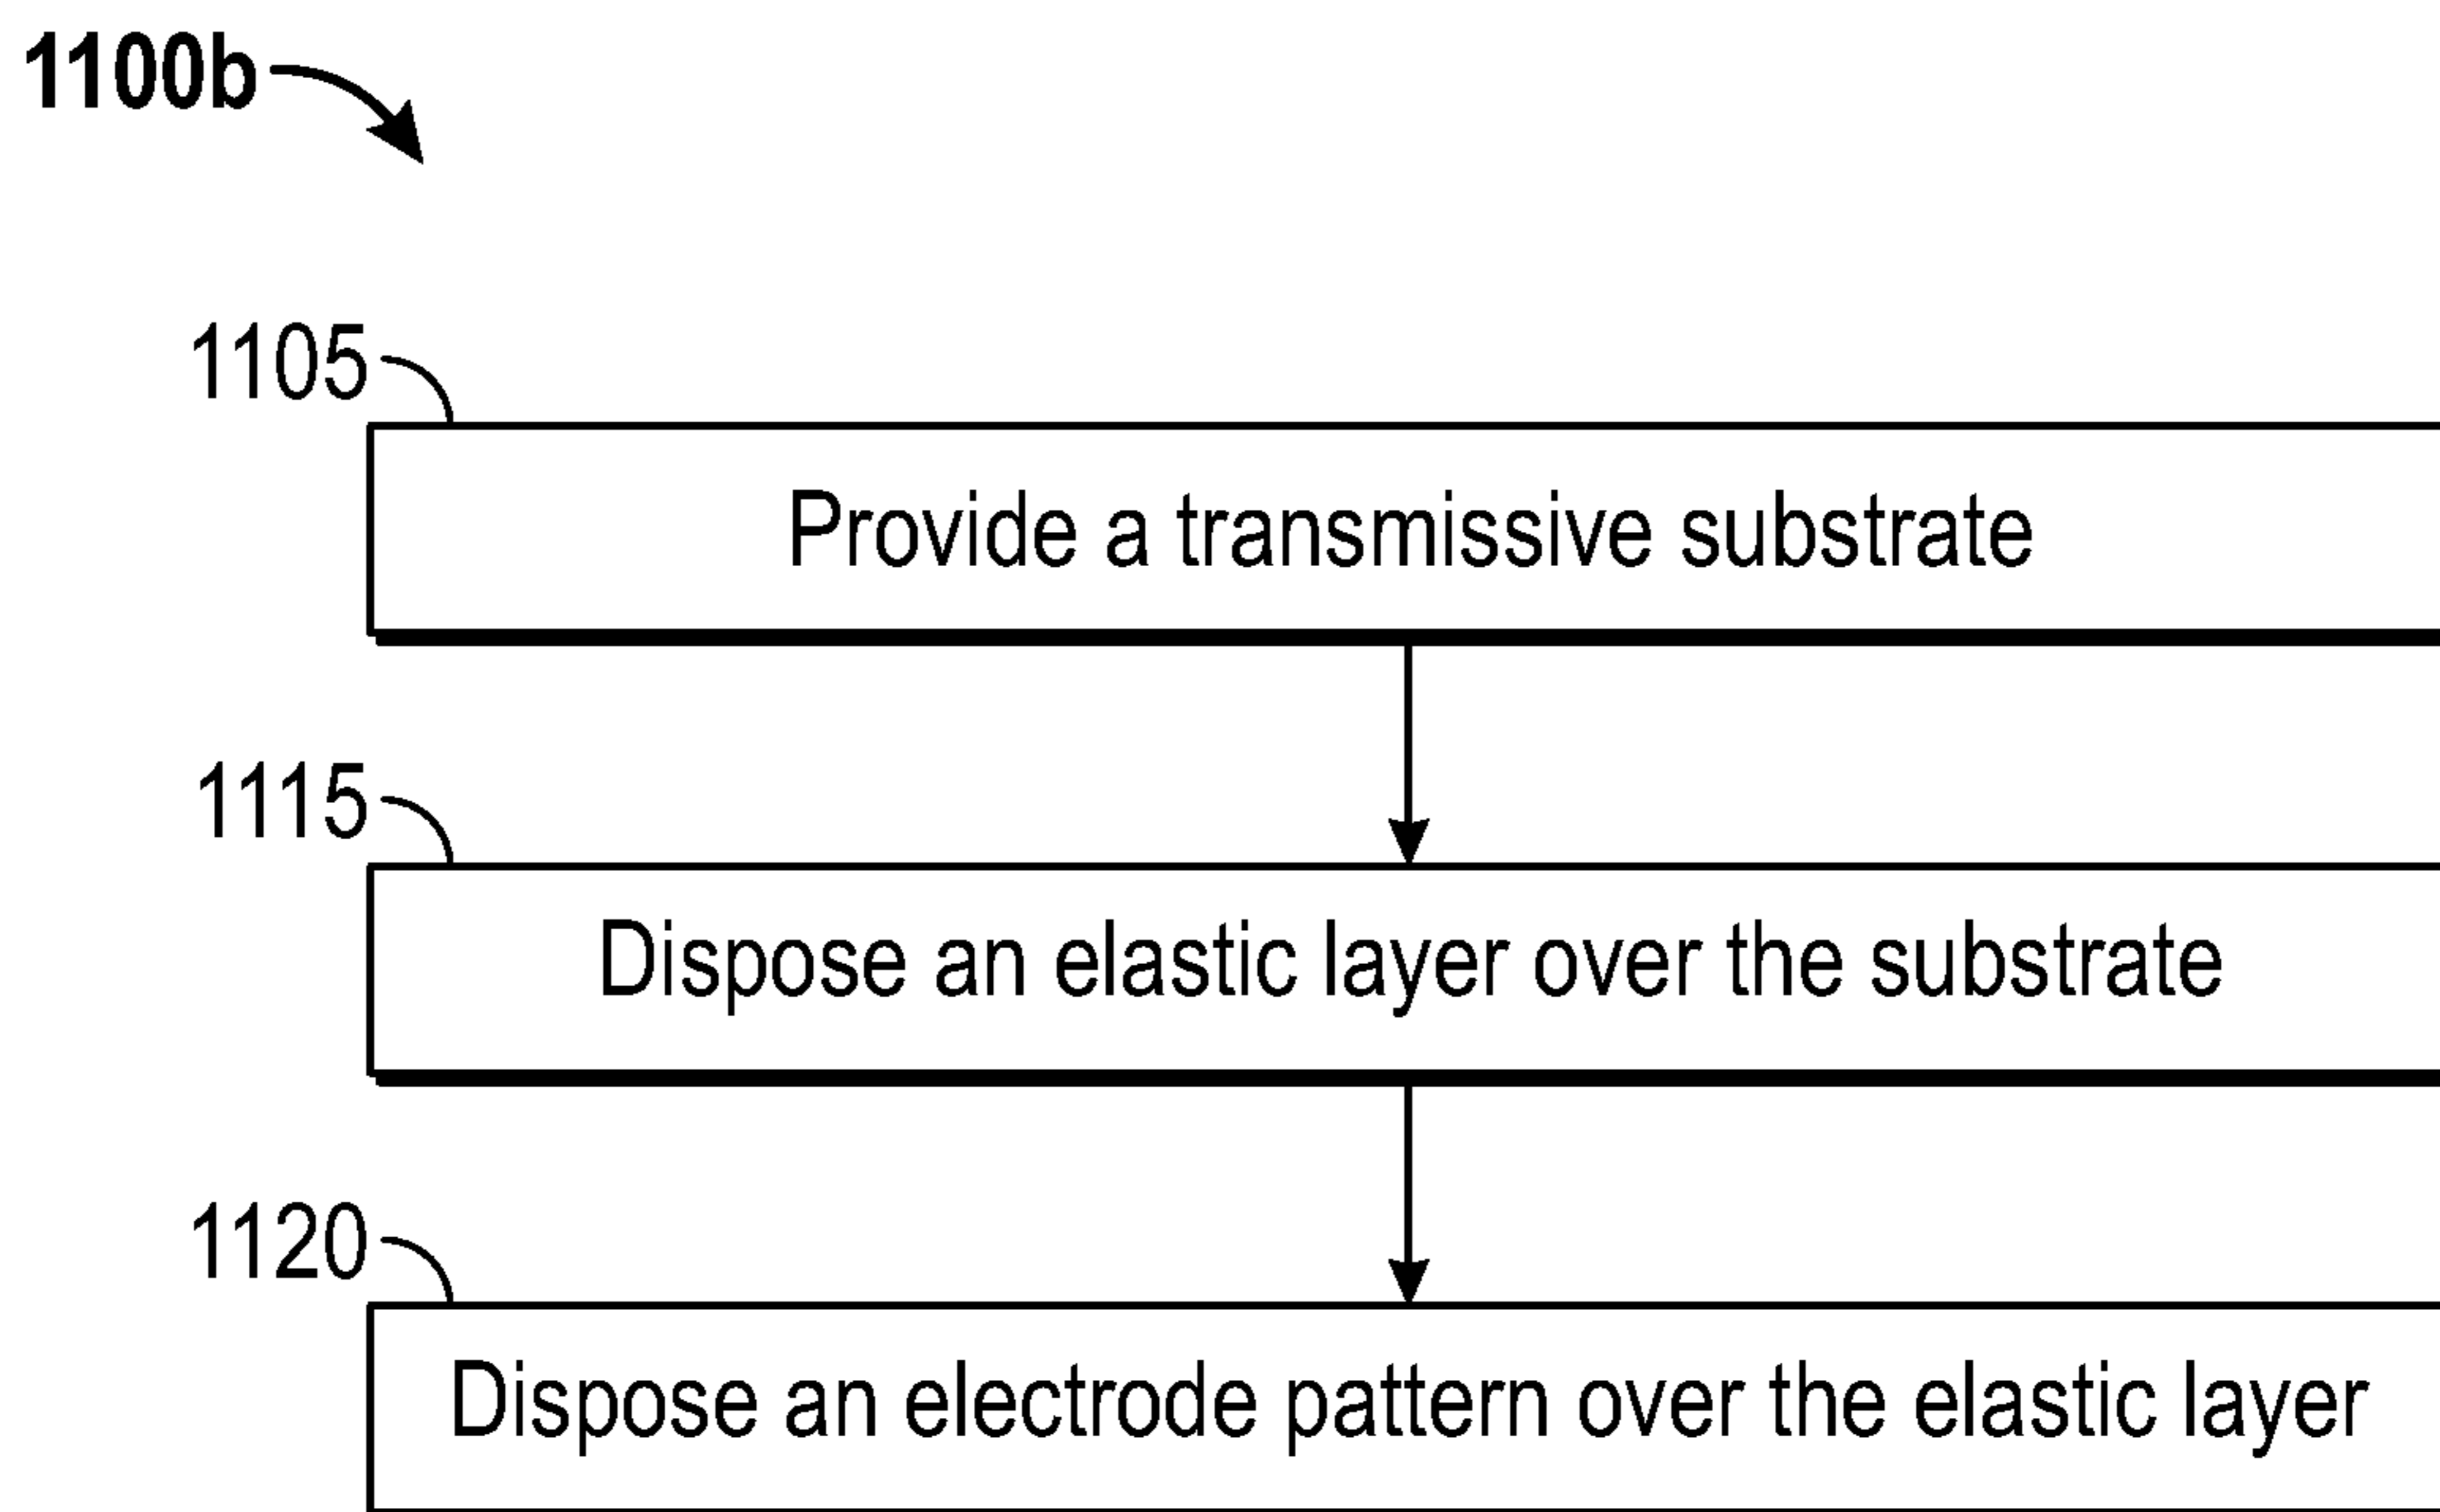 1100b
1105
Provide a transmissive substrate
1115
Dispose an elastic layer over the substrate
1120
Dispose an electrode pattern over the elastic layer